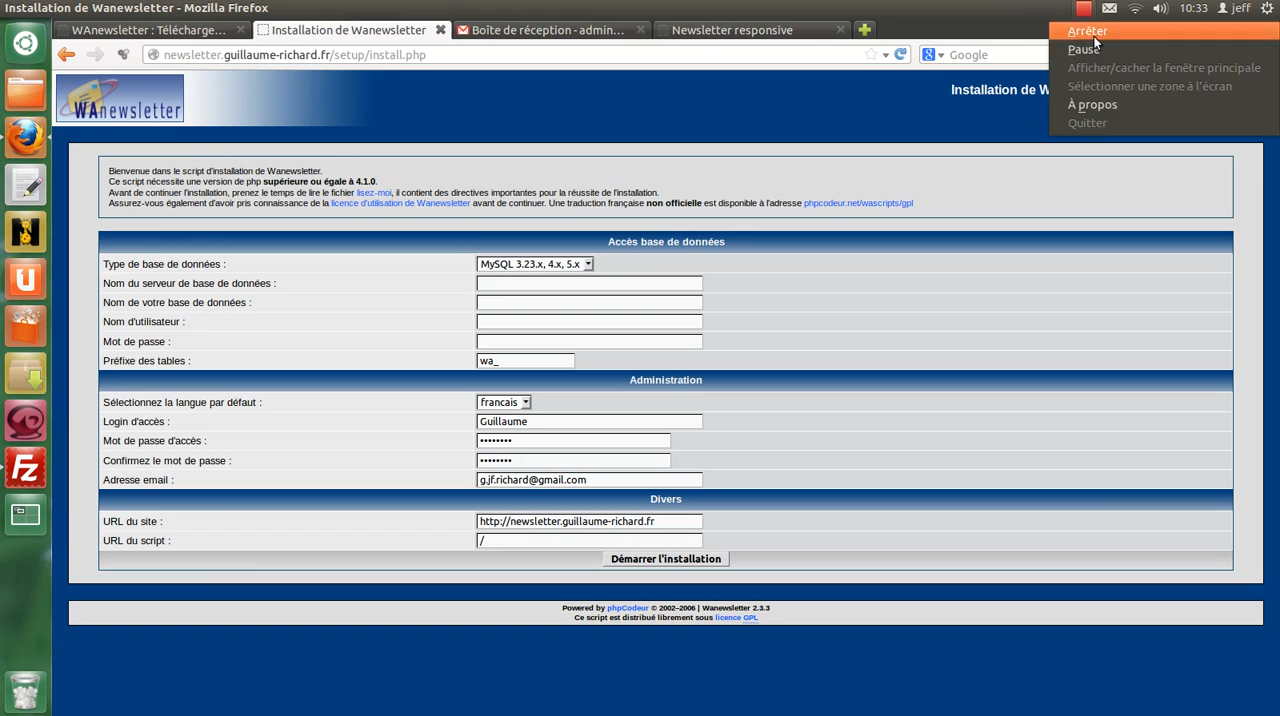 Installation de Wanewsletter - Mozilla Firefox
10:33 jeff
WAnewsletter : Télécharge...
Installation de Wanewsletter
Boîte de réception - admin...
Newsletter responsive
newsletter.guillaume-richard.fr/setup/install.php
Google
Arrêter
Pause
Afficher/cacher la fenêtre principale
Sélectionner une zone à l'écran
À propos
Quitter
WAnewsletter
Installation de W
Bienvenue dans le script d'installation de Wanewsletter.
Ce script nécessite une version de php supérieure ou égale à 4.1.0.
Avant de continuer l'installation, prenez le temps de lire le fichier lisez-moi, il contient des directives importantes pour la réussite de l'installation.
Assurez-vous également d'avoir pris connaissance de la licence d'utilisation de Wanewsletter avant de continuer. Une traduction française non officielle est disponible à l'adresse phpcodeur.net/wascripts/gpl
Accès base de données
Type de base de données : MySQL 3.23.x, 4.x, 5.x
Nom du serveur de base de données :
Nom de votre base de données :
Nom d'utilisateur :
Mot de passe :
Préfixe des tables : wa_
Administration
Sélectionnez la langue par défaut : francais
Login d'accès : Guillaume
Mot de passe d'accès : ••••••••
Confirmez le mot de passe : ••••••••
Adresse email : g.jf.richard@gmail.com
Divers
URL du site : http://newsletter.guillaume-richard.fr
URL du script : /
Démarrer l'installation
Powered by phpCodeur © 2002–2006 | Wanewsletter 2.3.3
Ce script est distribué librement sous licence GPL